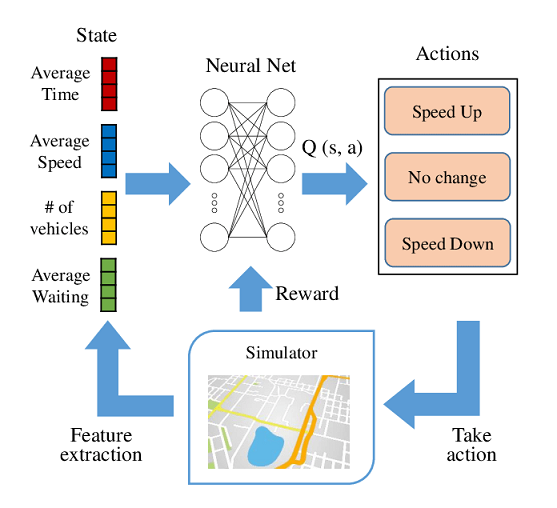 State
Average
Time
Average
Speed
# of
vehicles
Average
Waiting
Neural Net
Q (s, a)
Actions
Speed Up
No change
Speed Down
Reward
Simulator
Feature
extraction
Take
action